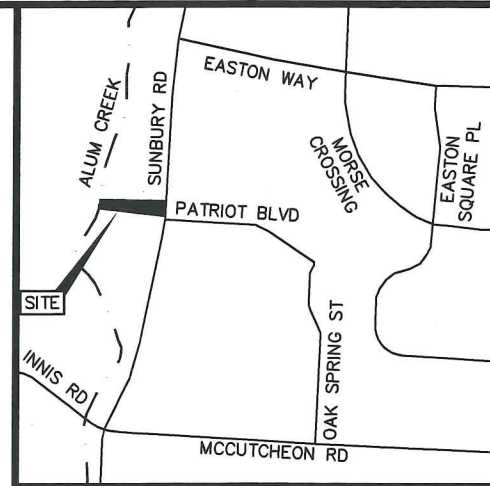 EASTON WAY
ALUM CREEK
SUNBURY RD
MORSE
CROSSING
EASTON
SQUARE PL
PATRIOT BLVD
SITE
OAK SPRING ST
INNIS RD
MCCUTCHEON RD